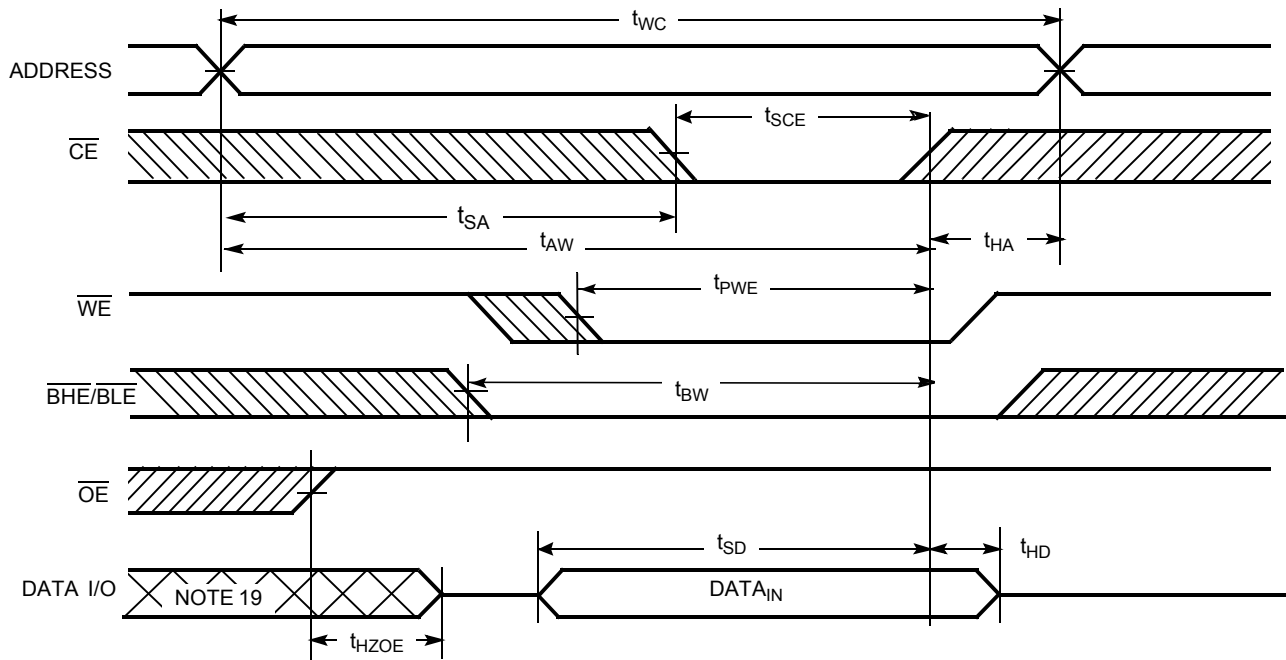 tWC
ADDRESS
tSCE
CE
tSA
tAW
tHA
tPWE
WE
tBW
BHE/BLE
OE
tSD
tHD
DATA I/O
NOTE 19
DATAIN
tHZOE